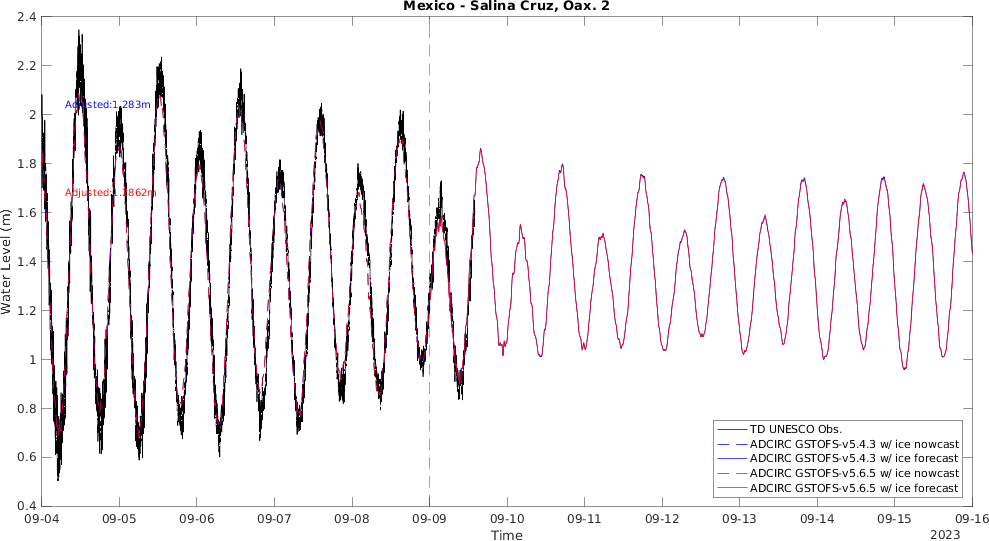 Mexico - Salina Cruz, Oax. 2
Water Level (m)
2.4
2.2
2
1.8
1.6
1.4
1.2
1
0.8
0.6
0.4
Adjusted:1.283m
Adjusted:1.2862m
TD UNESCO Obs.
ADCIRC GSTOFS-v5.4.3 w/ ice nowcast
ADCIRC GSTOFS-v5.4.3 w/ ice forecast
ADCIRC GSTOFS-v5.6.5 w/ ice nowcast
ADCIRC GSTOFS-v5.6.5 w/ ice forecast
09-04 09-05 09-06 09-07 09-08 09-09 09-10 09-11 09-12 09-13 09-14 09-15 09-16
Time
2023